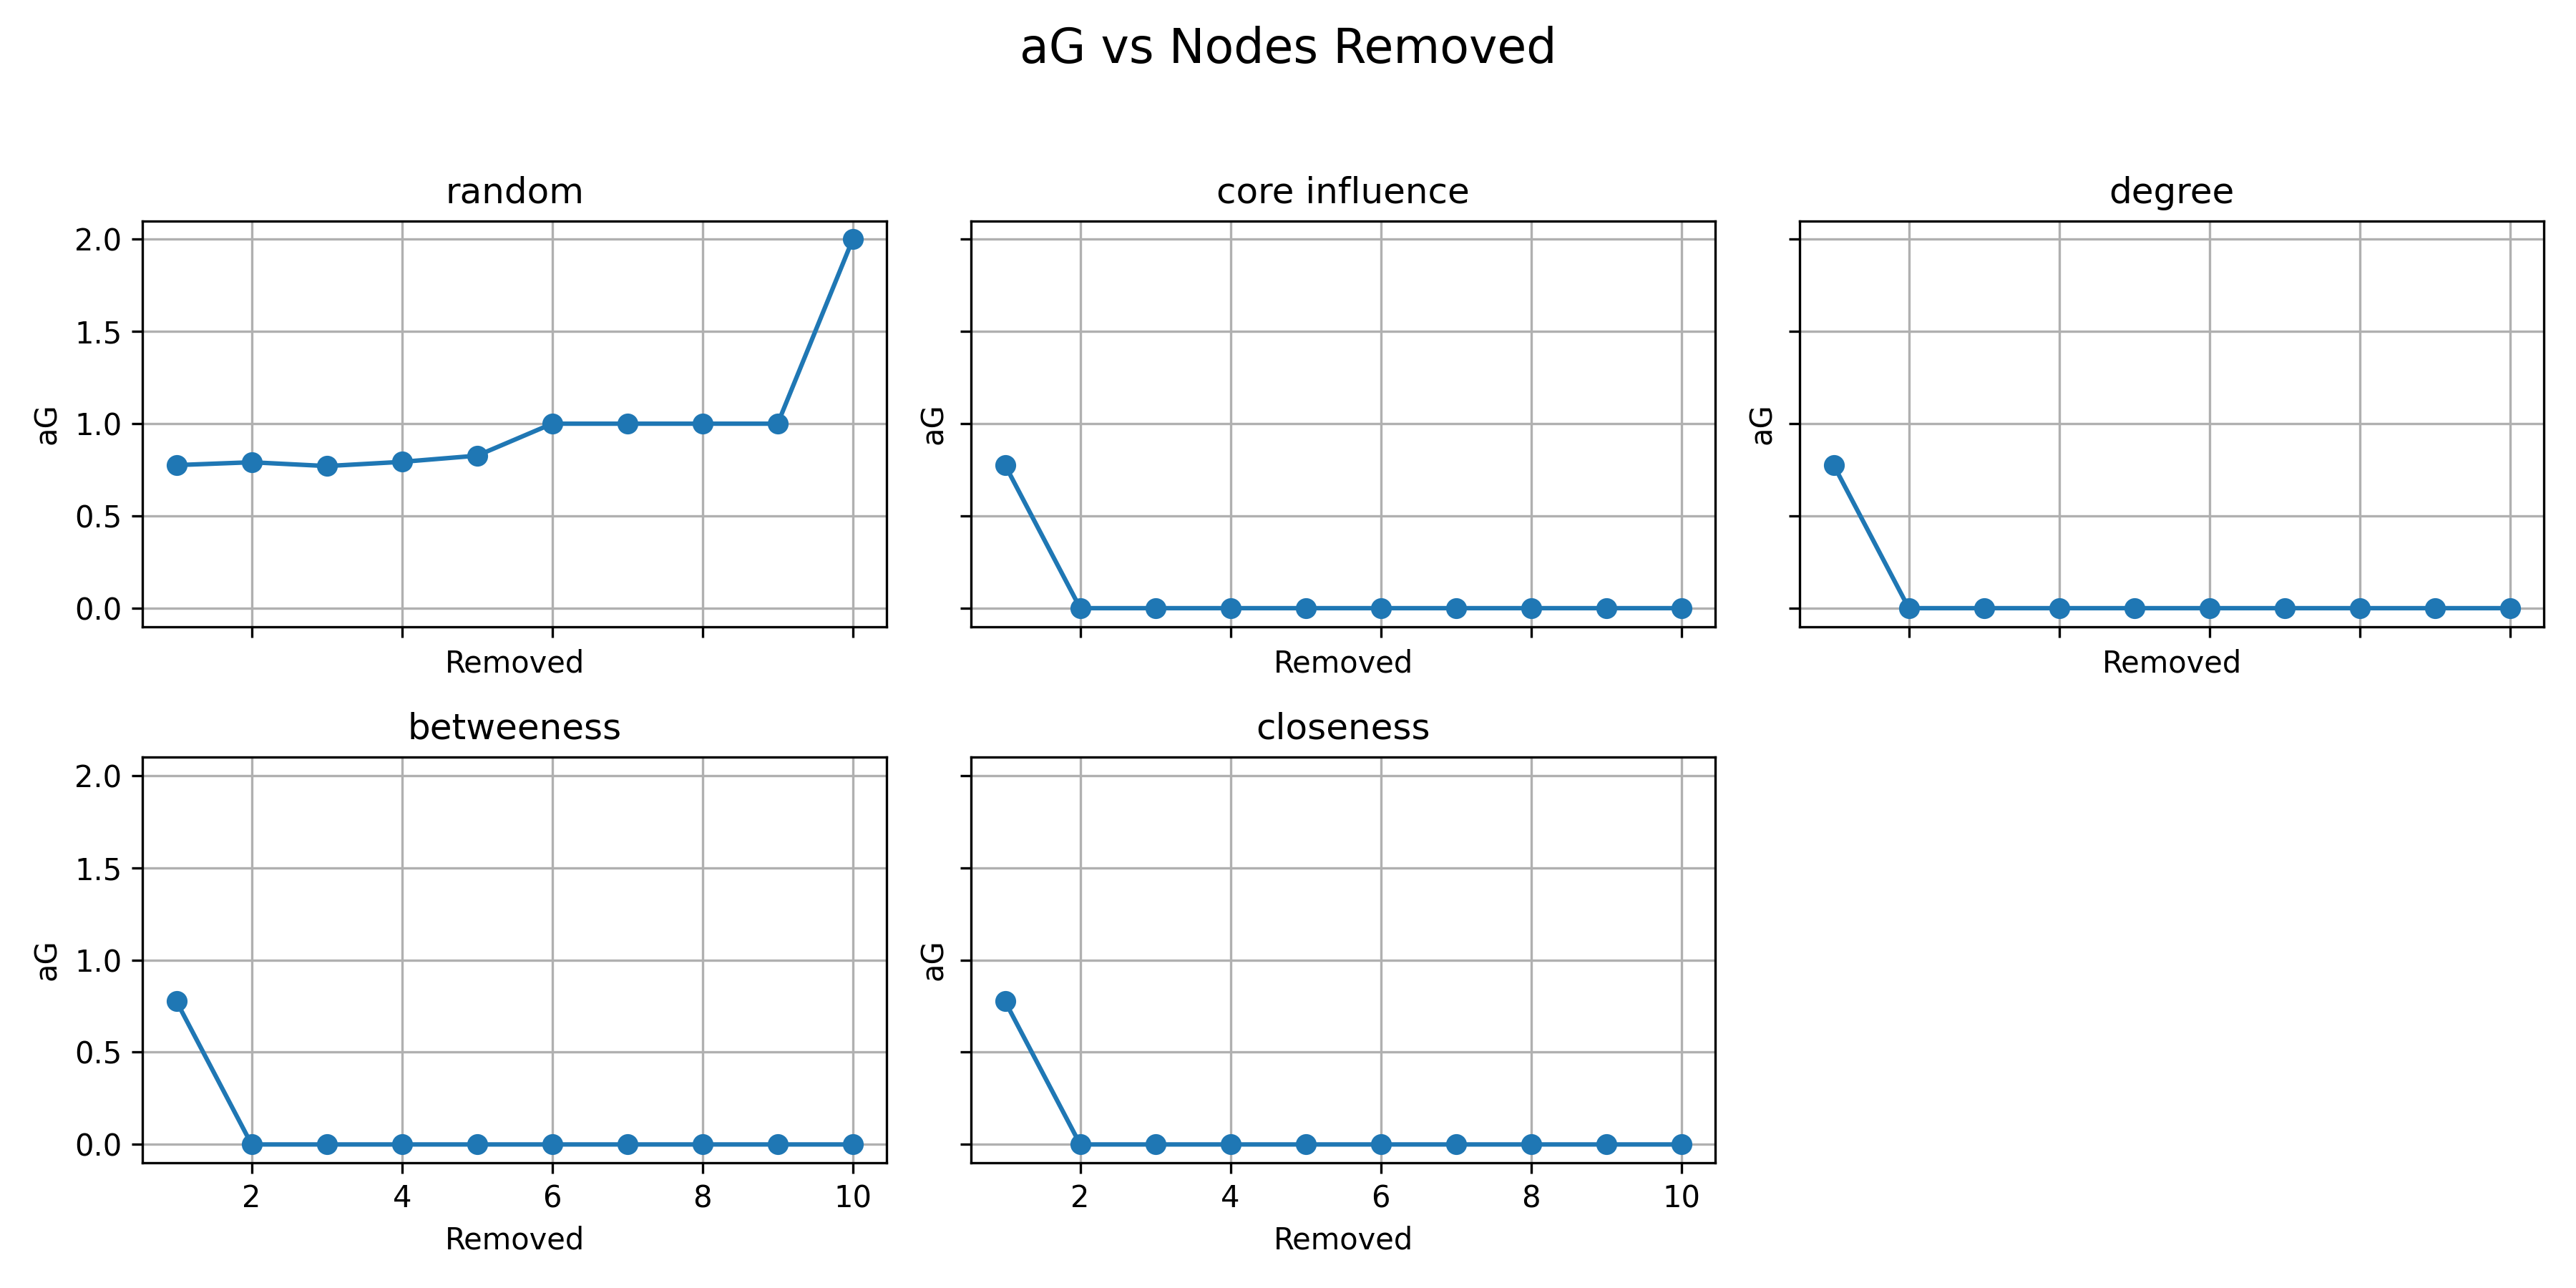 aG vs Nodes Removed
random
core influence
degree
2.0
1.5
1.0
0.5
0.0
aG
aG
aG
Removed
Removed
Removed
betweeness
closeness
2.0
1.5
1.0
0.5
0.0
aG
aG
2 4 6 8 10
2 4 6 8 10
Removed
Removed